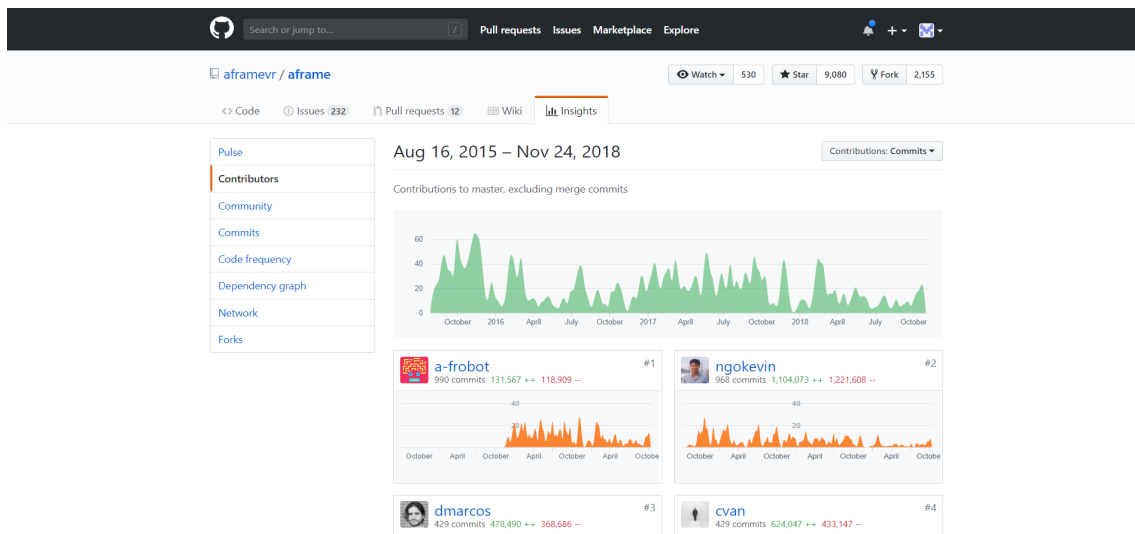 Search or jump to... /
Pull requests Issues Marketplace Explore
aframevr / aframe
Watch 530 Star 9,080 Fork 2,155
Code Issues 232 Pull requests 12 Wiki Insights
Pulse
Contributors
Community
Commits
Code frequency
Dependency graph
Network
Forks
Aug 16, 2015 – Nov 24, 2018
Contributions: Commits
Contributions to master, excluding merge commits
60
40
20
0
October 2016 April July October 2017 April July October 2018 April July October
a-frobot #1
990 commits 131,567 ++ 118,909 --
40
20
October April October April October April Octobe
ngokevin #2
968 commits 1,104,073 ++ 1,221,608 --
40
20
October April October April October April Octobe
dmarcos #3
429 commits 478,490 ++ 368,686 --
cvan #4
429 commits 624,047 ++ 433,147 --